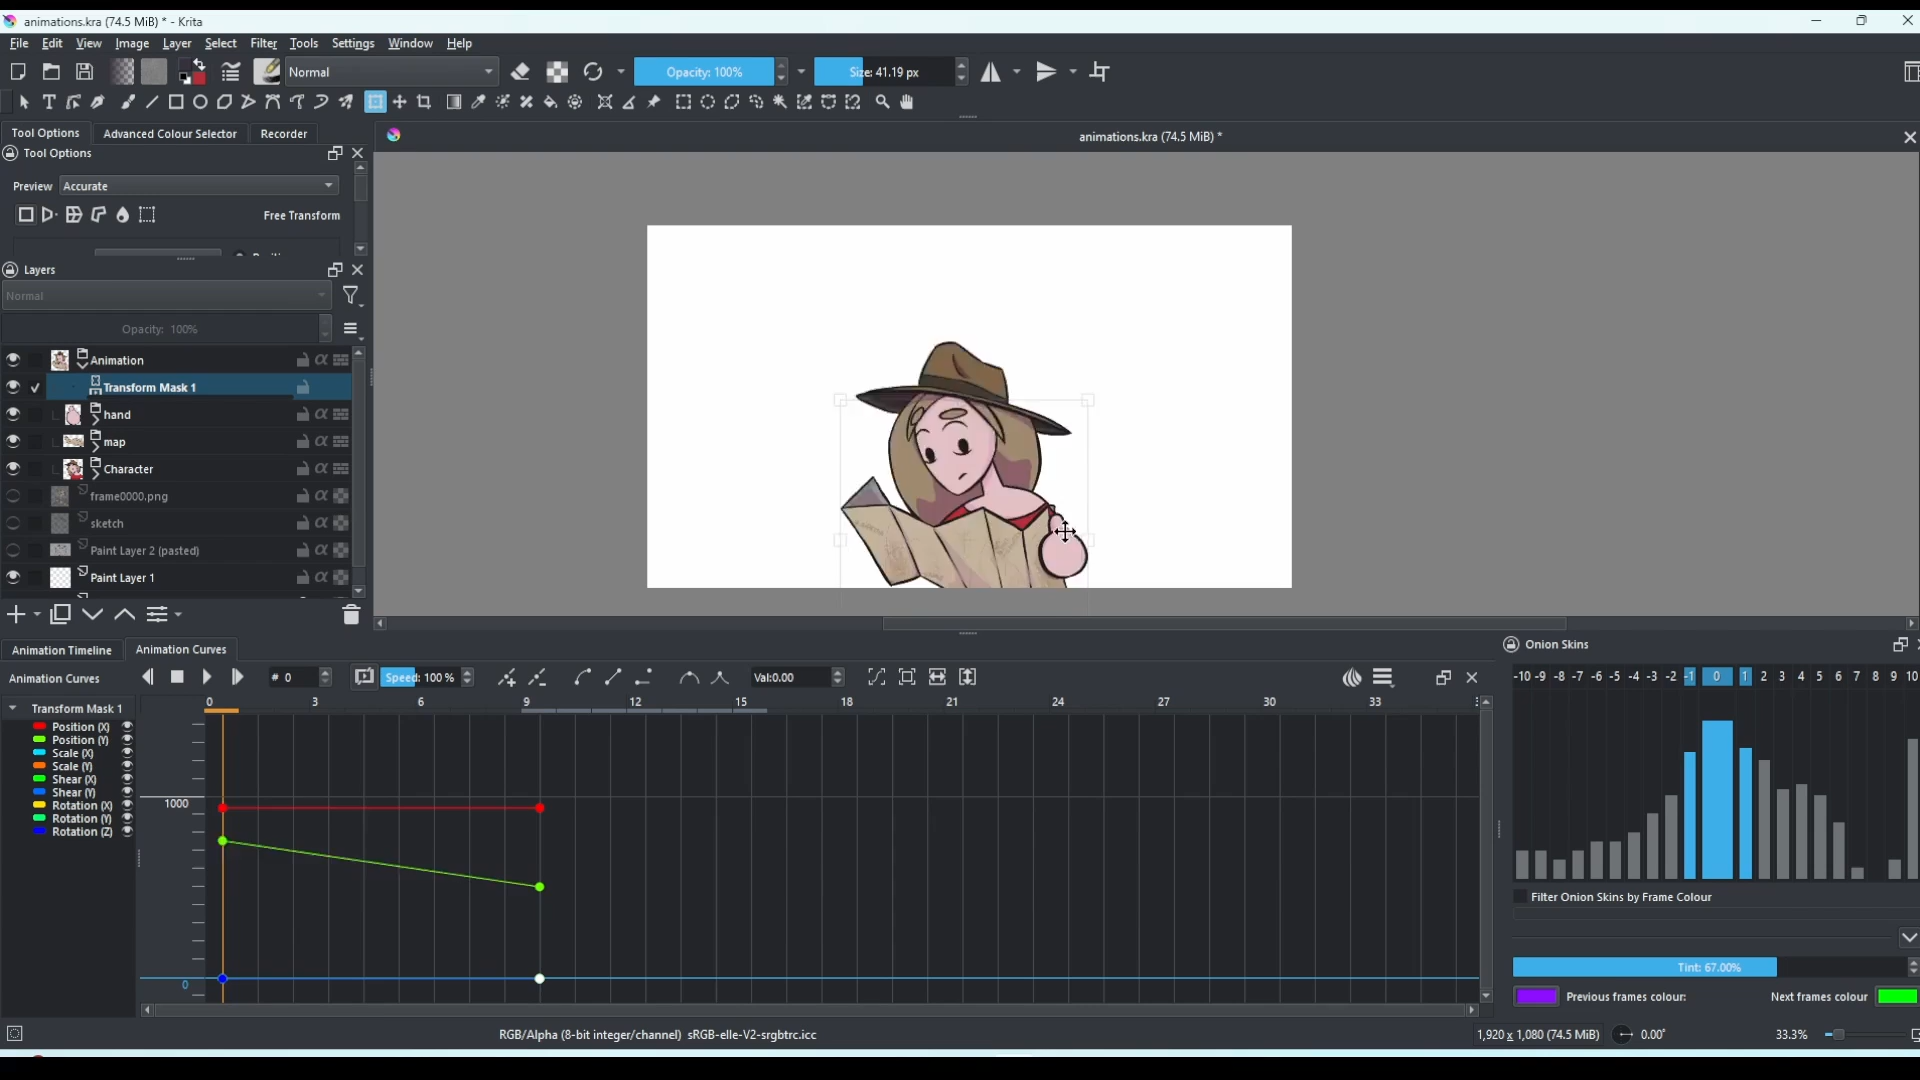 animations.kra (74.5 MiB) * - Krita
File Edit View Image Layer Select Filter Tools Settings Window Help
Normal Opacity: 100% Size: 41.19 px
Tool Options Advanced Colour Selector Recorder
animations.kra (74.5 MiB) *
Tool Options
Preview Accurate
Free Transform
Layers
Normal
Opacity: 100%
Animation
Transform Mask 1
hand
map
Character
frame0000.png
sketch
Paint Layer 2 (pasted)
Paint Layer 1
Animation Timeline Animation Curves
Onion Skins
Animation Curves # 0 Speed: 100 % Val:0.00
-10 -9 -8 -7 -6 -5 -4 -3 -2 -1 0 1 2 3 4 5 6 7 8 9 10
0 3 6 9 12 15 18 21 24 27 30 33
Transform Mask 1
Position (X)
Position (Y)
Scale (X)
Scale (Y)
Shear (X)
Shear (Y)
Rotation (X)
Rotation (Y)
Rotation (Z)
1000
0
Filter Onion Skins by Frame Colour
Tint: 67.00%
Previous frames colour: Next frames colour
RGB/Alpha (8-bit integer/channel) sRGB-elle-V2-srgbtrc.icc
1,920 x 1,080 (74.5 MiB) 0.00° 33.3%